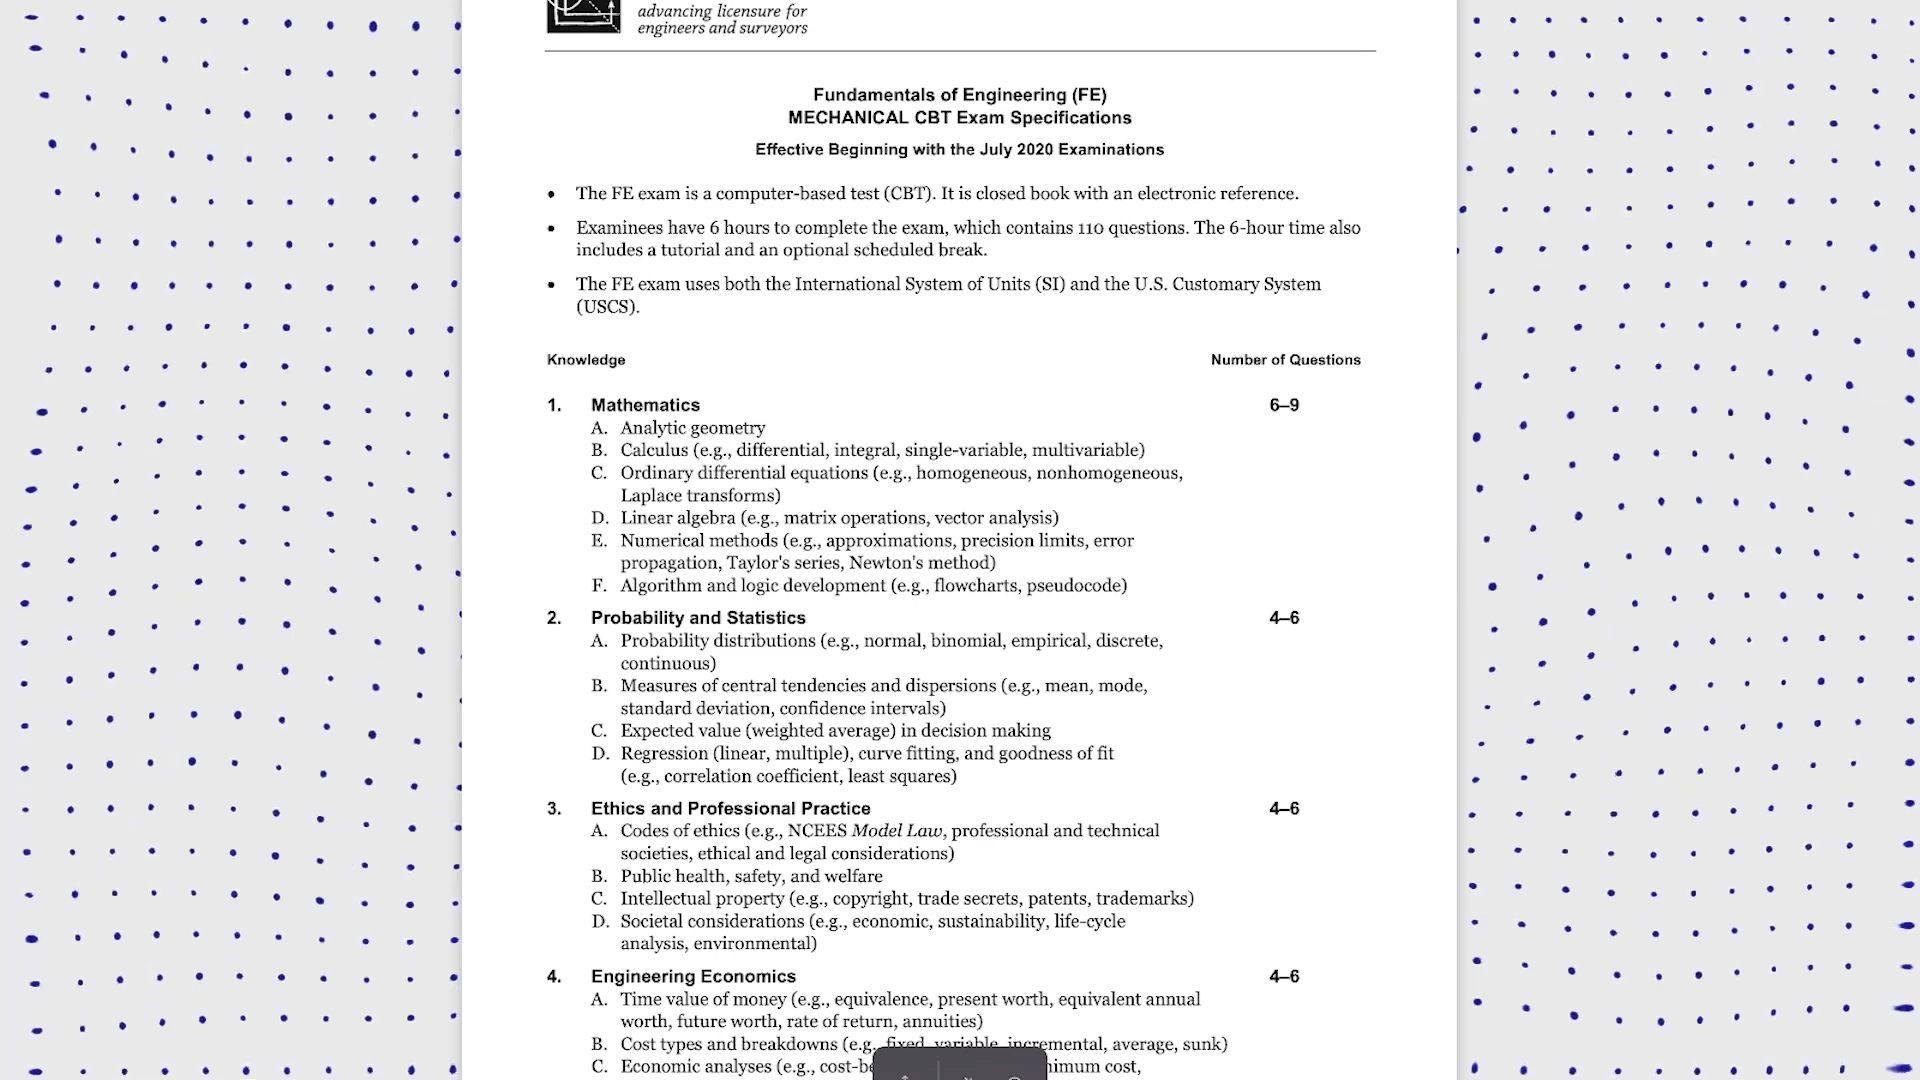 advancing licensure for
engineers and surveyors
Fundamentals of Engineering (FE)
MECHANICAL CBT Exam Specifications
Effective Beginning with the July 2020 Examinations
• The FE exam is a computer-based test (CBT). It is closed book with an electronic reference.
• Examinees have 6 hours to complete the exam, which contains 110 questions. The 6-hour time also
includes a tutorial and an optional scheduled break.
• The FE exam uses both the International System of Units (SI) and the U.S. Customary System
(USCS).
Knowledge Number of Questions
1. Mathematics 6–9
A. Analytic geometry
B. Calculus (e.g., differential, integral, single-variable, multivariable)
C. Ordinary differential equations (e.g., homogeneous, nonhomogeneous,
Laplace transforms)
D. Linear algebra (e.g., matrix operations, vector analysis)
E. Numerical methods (e.g., approximations, precision limits, error
propagation, Taylor's series, Newton's method)
F. Algorithm and logic development (e.g., flowcharts, pseudocode)
2. Probability and Statistics 4–6
A. Probability distributions (e.g., normal, binomial, empirical, discrete,
continuous)
B. Measures of central tendencies and dispersions (e.g., mean, mode,
standard deviation, confidence intervals)
C. Expected value (weighted average) in decision making
D. Regression (linear, multiple), curve fitting, and goodness of fit
(e.g., correlation coefficient, least squares)
3. Ethics and Professional Practice 4–6
A. Codes of ethics (e.g., NCEES Model Law, professional and technical
societies, ethical and legal considerations)
B. Public health, safety, and welfare
C. Intellectual property (e.g., copyright, trade secrets, patents, trademarks)
D. Societal considerations (e.g., economic, sustainability, life-cycle
analysis, environmental)
4. Engineering Economics 4–6
A. Time value of money (e.g., equivalence, present worth, equivalent annual
worth, future worth, rate of return, annuities)
B. Cost types and breakdowns (e.g., fixed, variable, incremental, average, sunk)
C. Economic analyses (e.g., cost, cost,